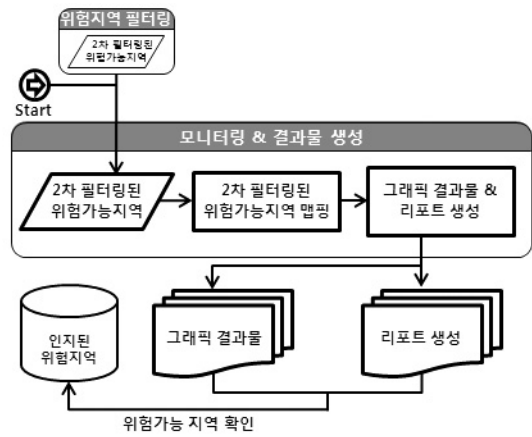 위험지역 필터링
2차 필터링된
위험가능지역
Start
모니터링 & 결과물 생성
2차 필터링된
위험가능지역
2차 필터링된
위험가능지역 맵핑
그래픽 결과물 &
리포트 생성
인지된
위험지역
그래픽 결과물
리포트 생성
위험가능 지역 확인